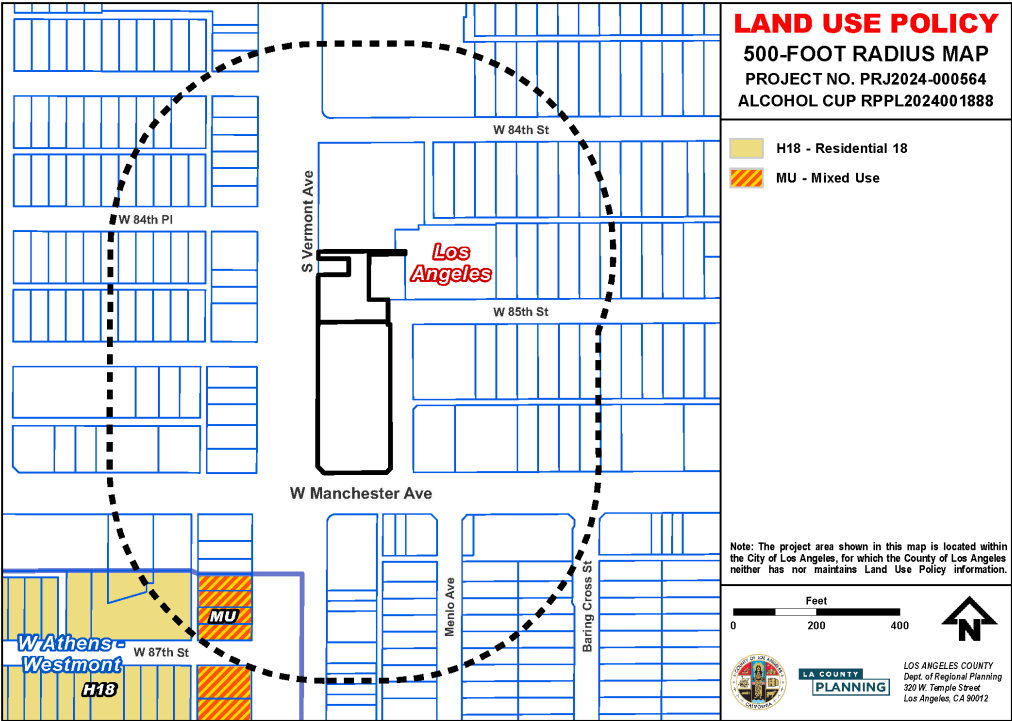 LAND USE POLICY
500-FOOT RADIUS MAP
PROJECT NO. PRJ2024-000564
ALCOHOL CUP RPPL2024001888
H18 - Residential 18
MU - Mixed Use
W 84th St
S Vermont Ave
W 84th Pl
Los
Angeles
W 85th St
W Manchester Ave
Menlo Ave
Baring Cross St
MU
W Athens -
Westmont
W 87th St
H18
Note: The project area shown in this map is located within
the City of Los Angeles, for which the County of Los Angeles
neither has nor maintains Land Use Policy information.
Feet
0 200 400
N
COUNTY OF LOS ANGELES
CALIFORNIA
LA COUNTY
PLANNING
LOS ANGELES COUNTY
Dept. of Regional Planning
320 W. Temple Street
Los Angeles, CA 90012